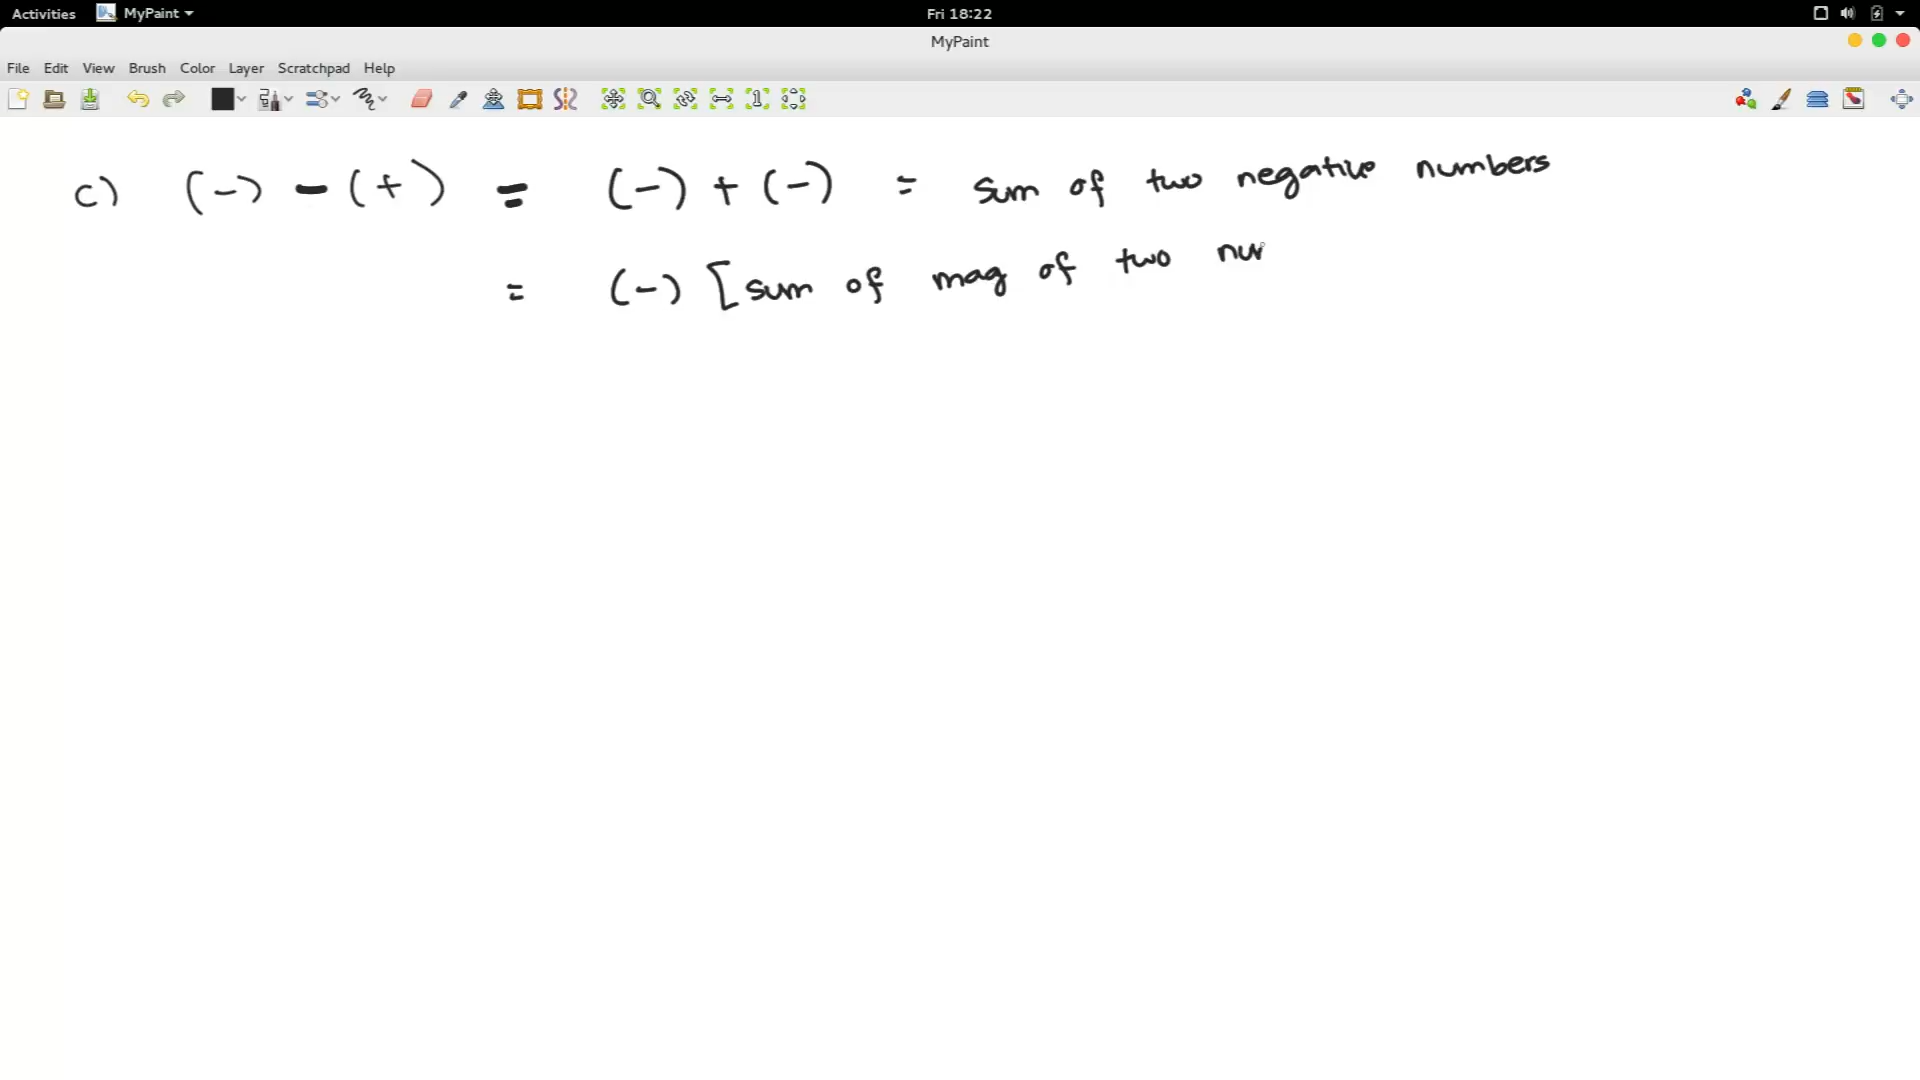 Activities MyPaint Fri 18:22
MyPaint
File Edit View Brush Color Layer Scratchpad Help
c) (-) - (+) = (-) + (-) = sum of two negative numbers
= (-) [sum of mag of two